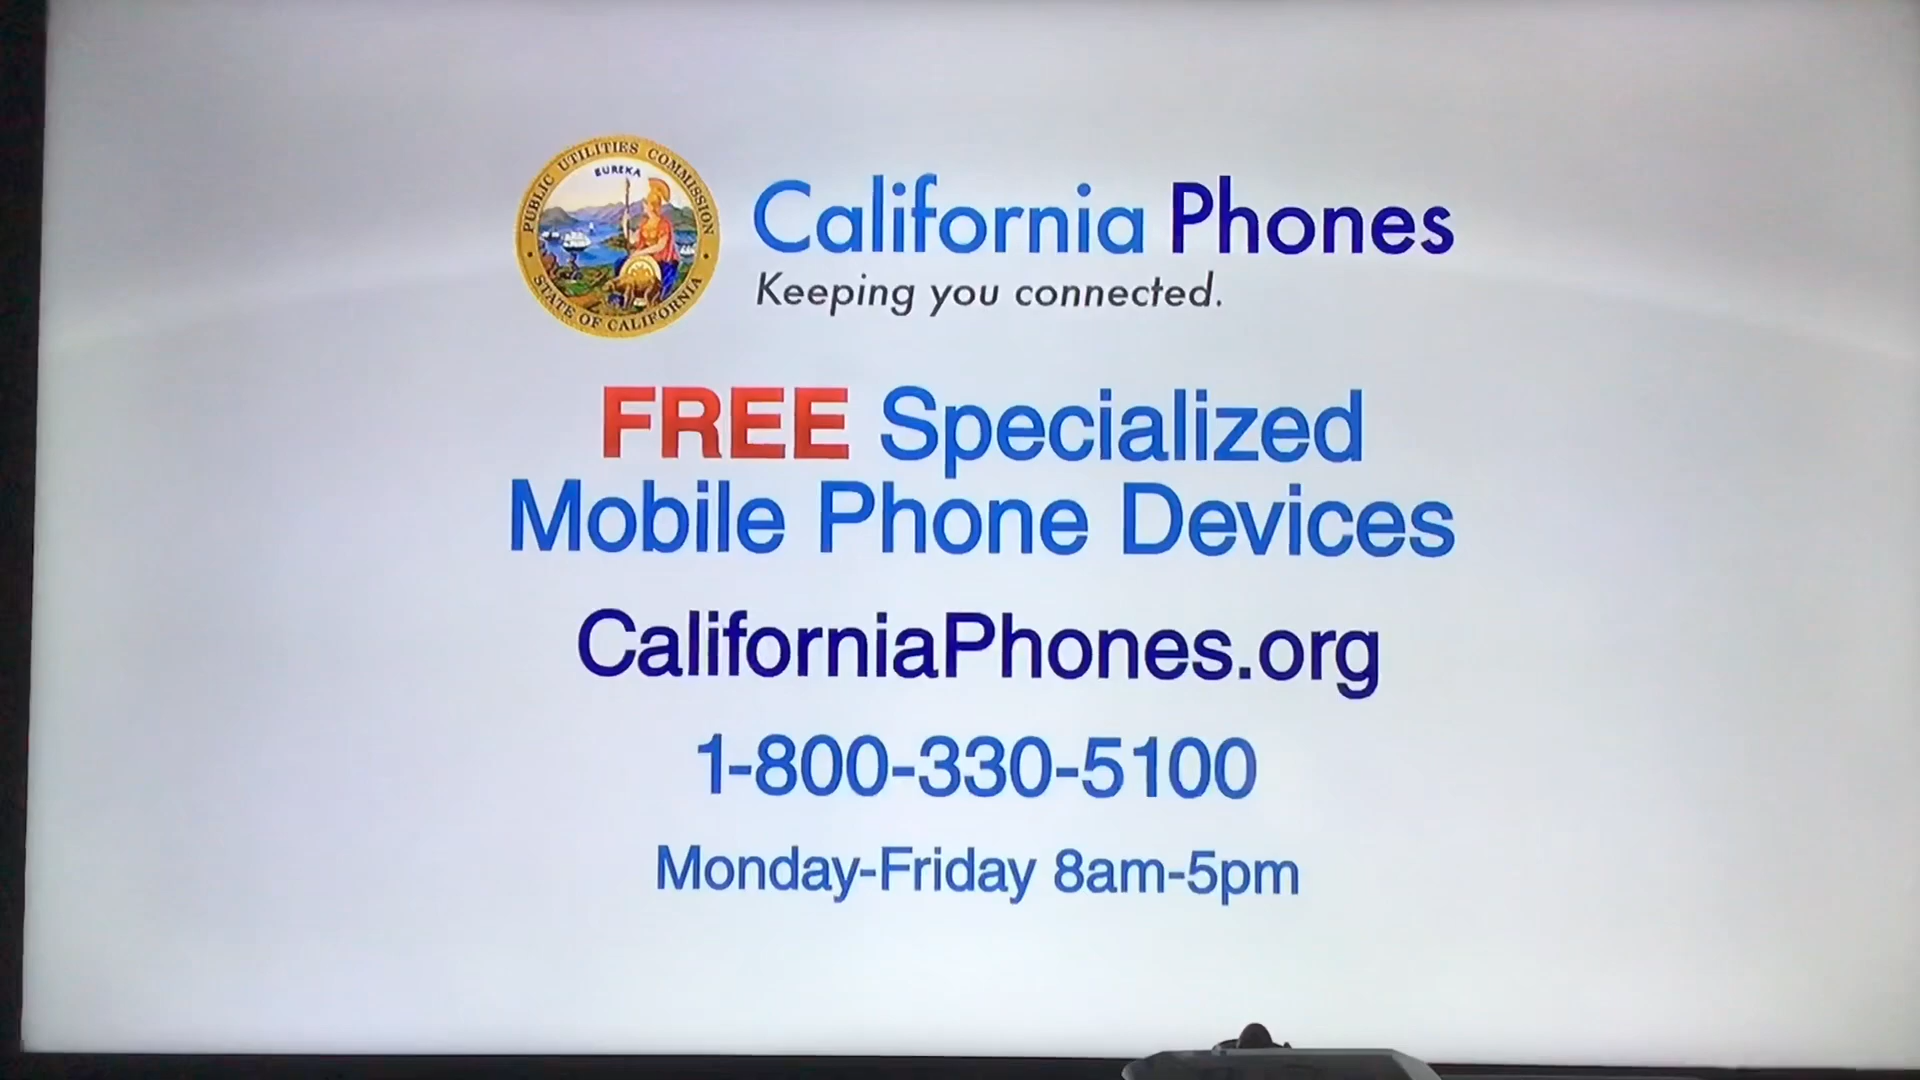 PUBLIC UTILITIES COMMISSION
EUREKA
STATE OF CALIFORNIA
California Phones
Keeping you connected.
FREE Specialized
Mobile Phone Devices
CaliforniaPhones.org
1-800-330-5100
Monday-Friday 8am-5pm